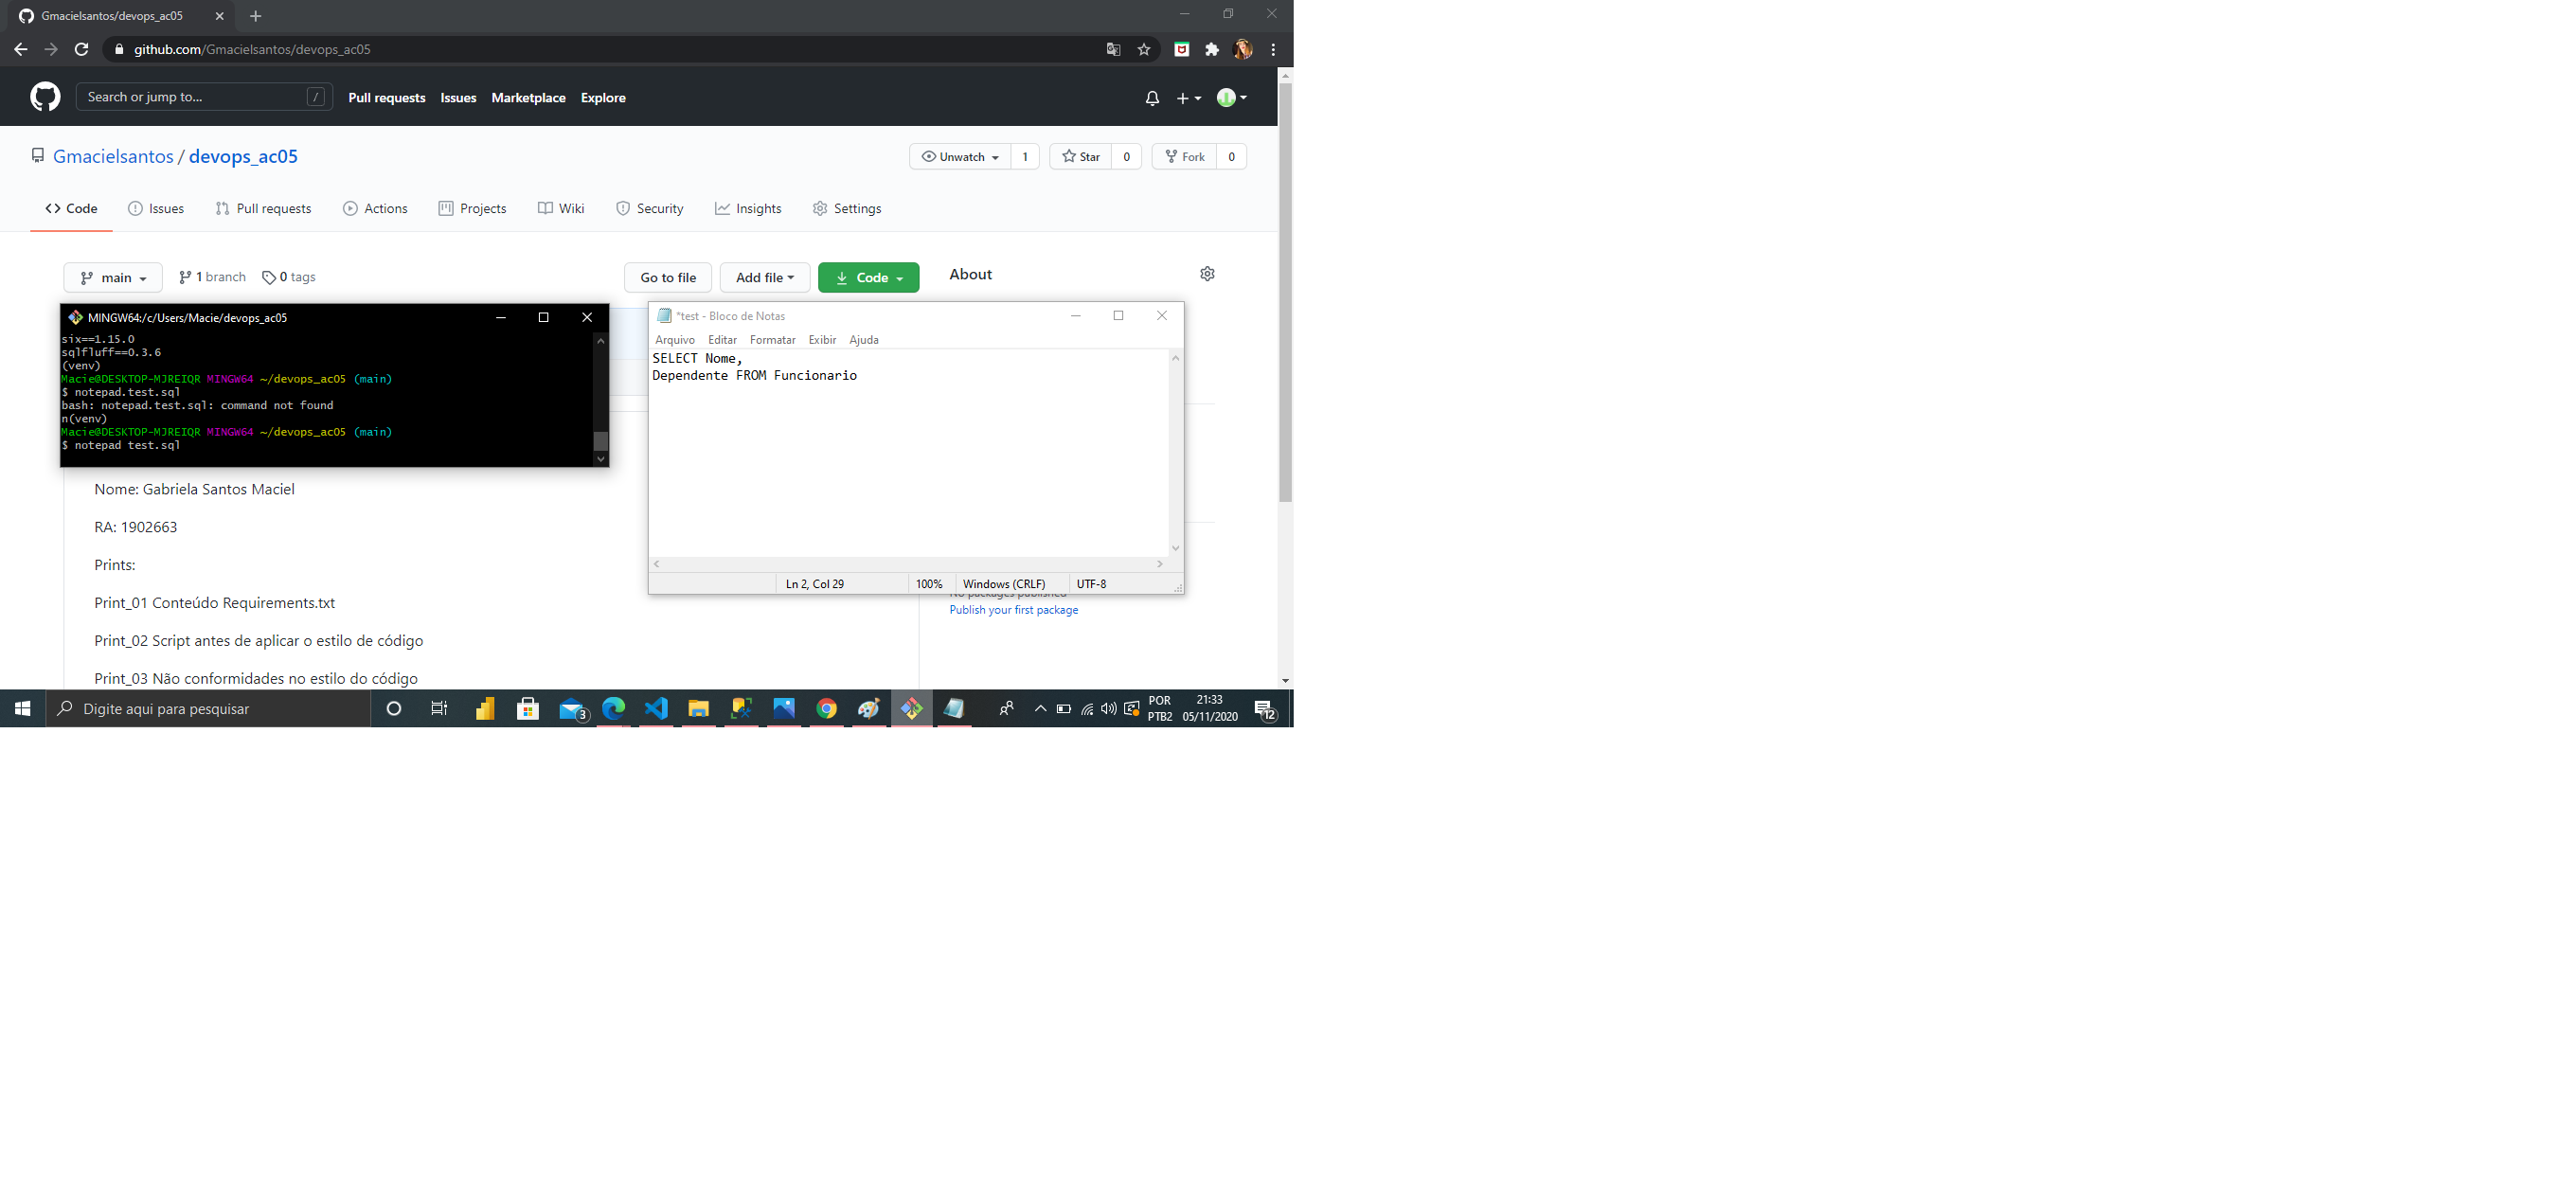 Gmacielsantos/devops_ac05
github.com/Gmacielsantos/devops_ac05
Search or jump to... /
Pull requests Issues Marketplace Explore
Gmacielsantos / devops_ac05
Unwatch 1 Star 0 Fork 0
Code Issues Pull requests Actions Projects Wiki Security Insights Settings
main 1 branch 0 tags Go to file Add file Code
About
MINGW64:/c/Users/Macie/devops_ac05
six==1.15.0
sqlfluff==0.3.6
(venv)
Macie@DESKTOP-MJREIQR MINGW64 ~/devops_ac05 (main)
$ notepad.test.sql
bash: notepad.test.sql: command not found
n(venv)
Macie@DESKTOP-MJREIQR MINGW64 ~/devops_ac05 (main)
$ notepad test.sql
*test - Bloco de Notas
Arquivo Editar Formatar Exibir Ajuda
SELECT Nome,
Dependente FROM Funcionario
Ln 2, Col 29 100% Windows (CRLF) UTF-8
No packages published
Publish your first package
Nome: Gabriela Santos Maciel
RA: 1902663
Prints:
Print_01 Conteúdo Requirements.txt
Print_02 Script antes de aplicar o estilo de código
Print_03 Não conformidades no estilo do código
Digite aqui para pesquisar
3
POR
PTB2
21:33
05/11/2020
12